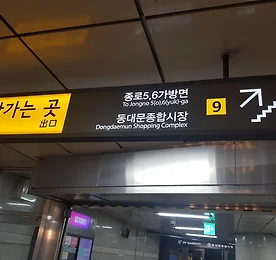 가는 곳
出口
종로5,6가방면
To Jongno 5(o),6(yuk)-ga
동대문종합시장
Dongdaemun Shopping Complex
9